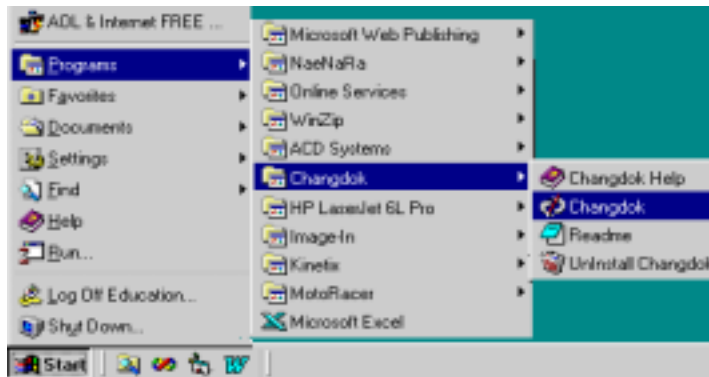 AOL & Internet FREE ...
Programs
Favorites
Documents
Settings
Find
Help
Run...
Log Off Education...
Shut Down...
Start
Microsoft Web Publishing
NaeNaRa
Online Services
WinZip
ACD Systems
Changdok
HP LaserJet 6L Pro
Image-In
Kinetix
MotoRacer
Microsoft Excel
Changdok Help
Changdok
Readme
UnInstall Changdok